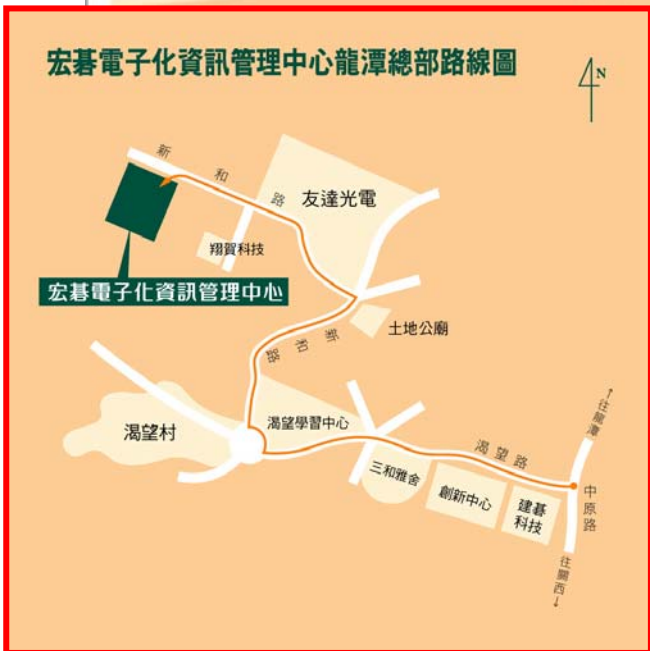 宏碁電子化資訊管理中心龍潭總部路線圖
N
新和路
友達光電
翔賀科技
宏碁電子化資訊管理中心
土地公廟
新和路
渴望村
渴望學習中心
三和雅舍
渴望路
創新中心
建碁
科技
←往龍潭
中原路
往關西→